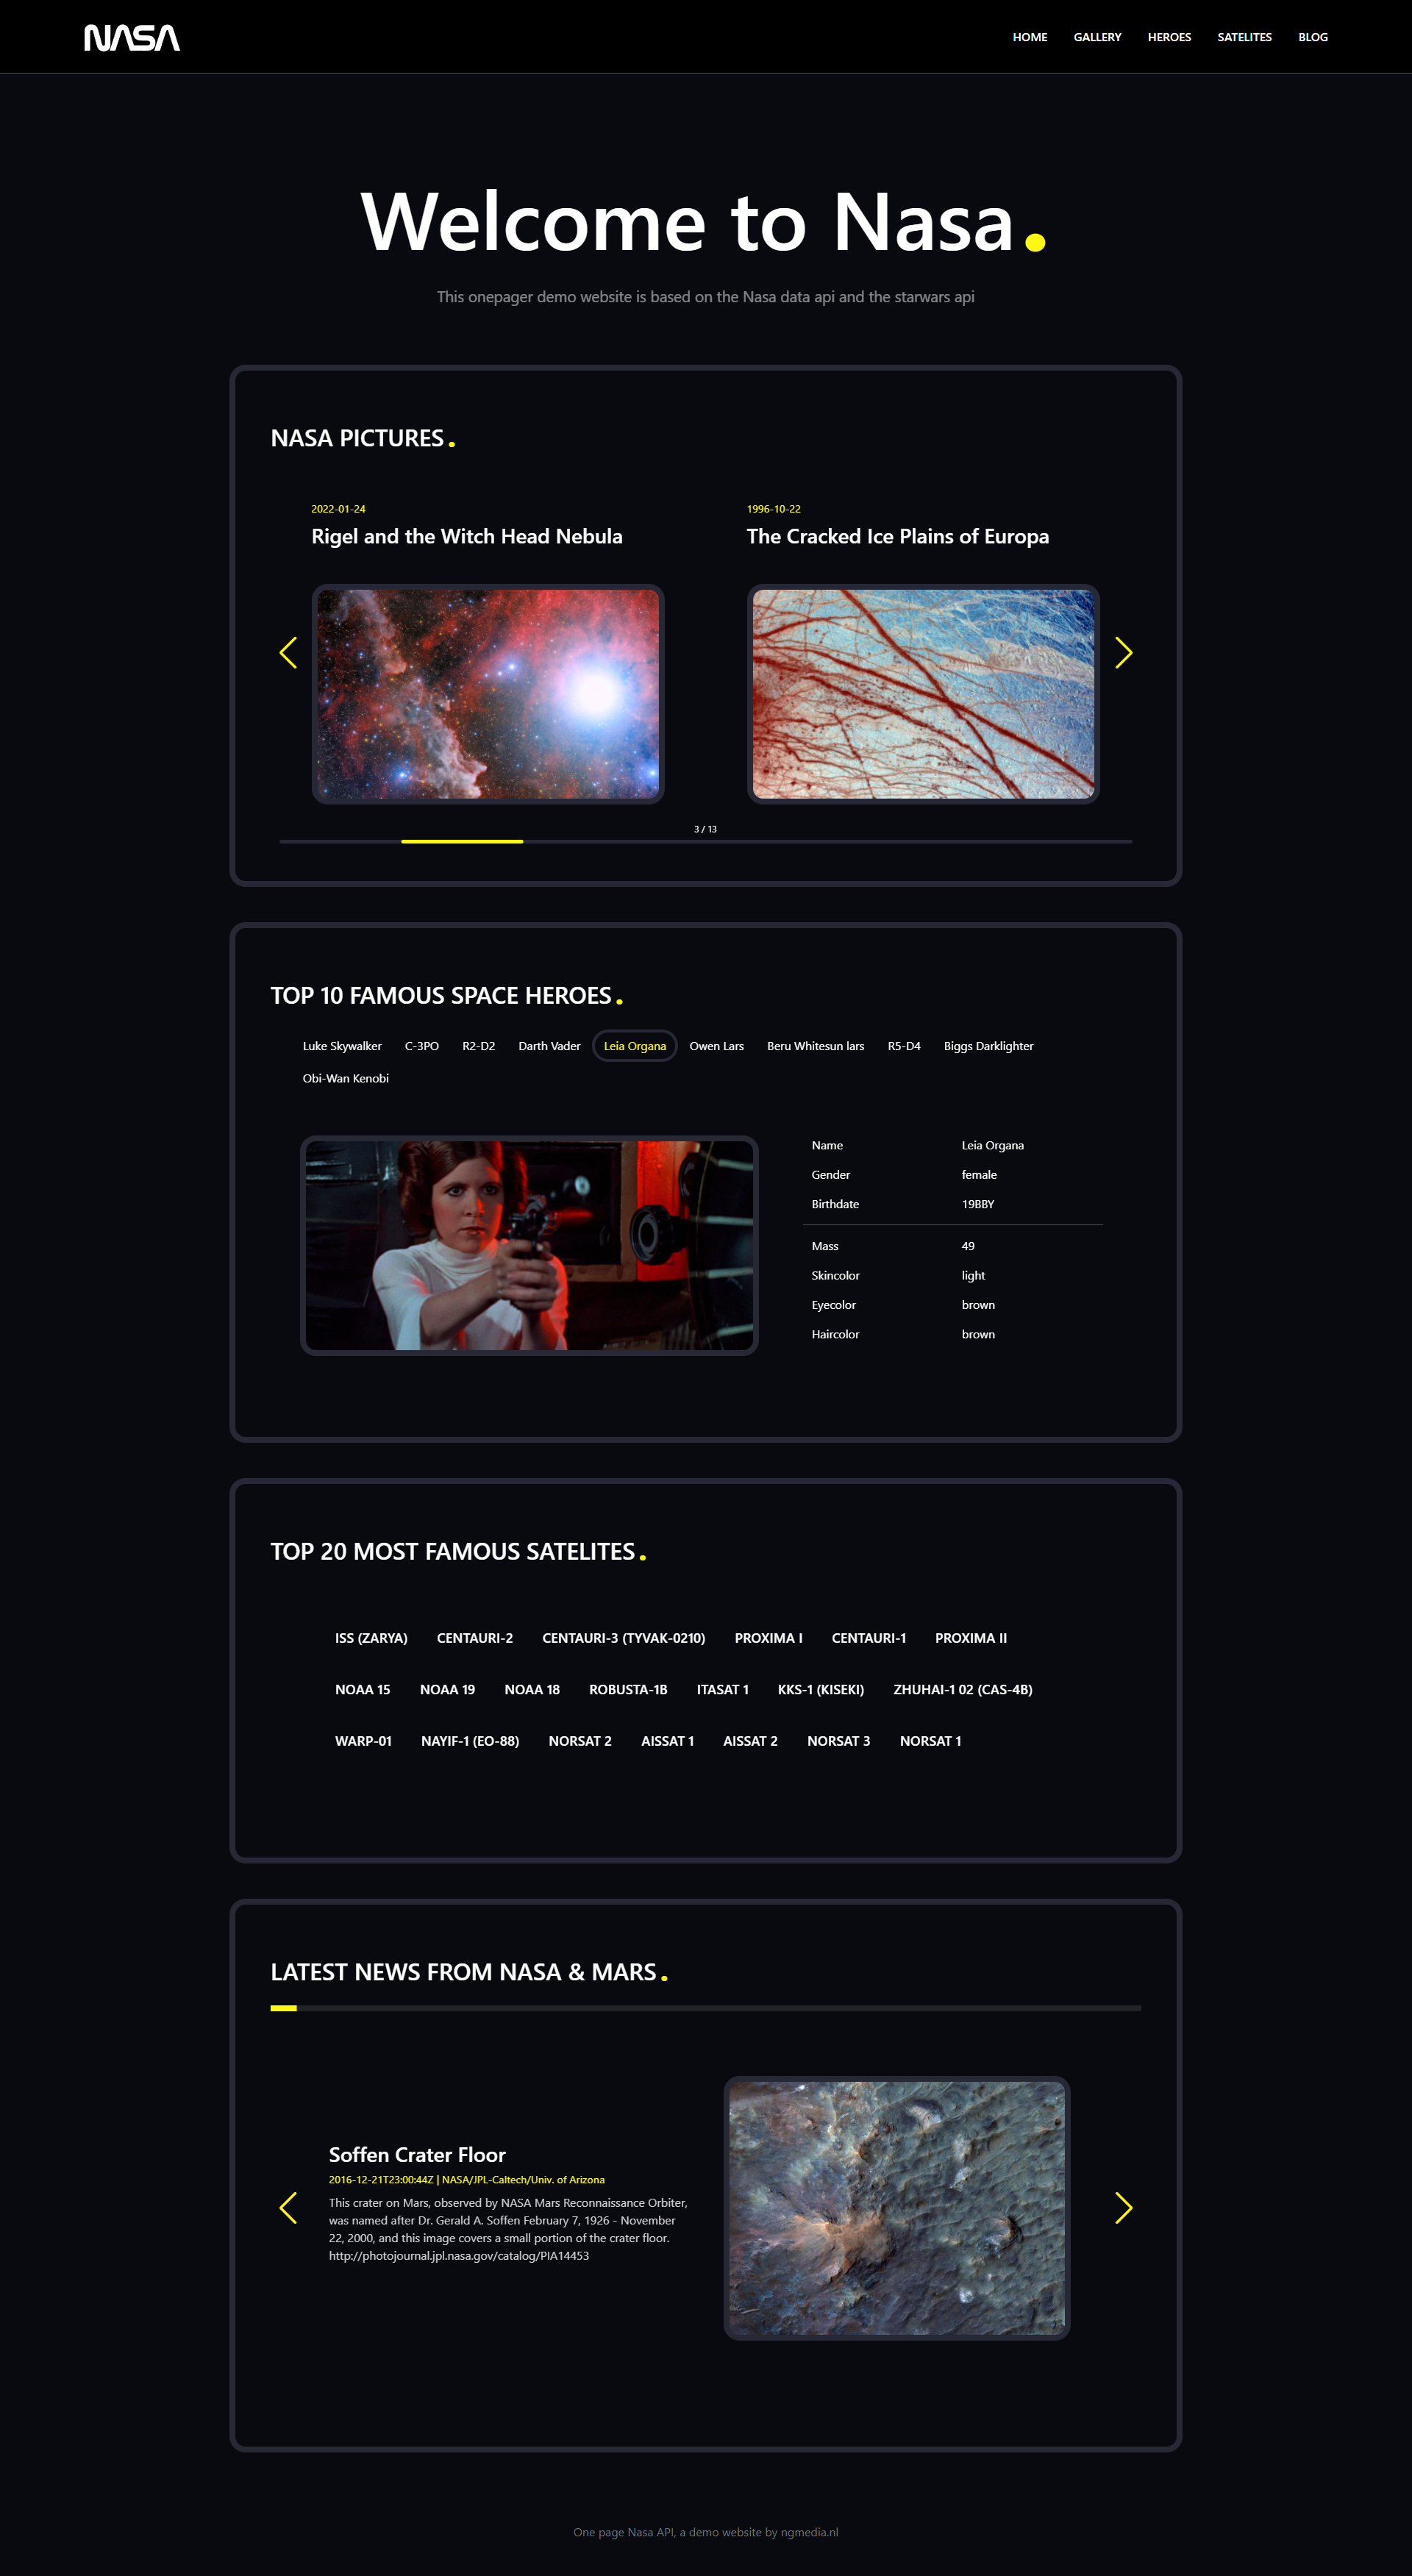 NASA
HOME GALLERY HEROES SATELITES BLOG
Welcome to Nasa.
This onepager demo website is based on the Nasa data api and the starwars api
NASA PICTURES.
2022-01-24
Rigel and the Witch Head Nebula
1996-10-22
The Cracked Ice Plains of Europa
3 / 13
TOP 10 FAMOUS SPACE HEROES.
Luke Skywalker C-3PO R2-D2 Darth Vader Leia Organa Owen Lars Beru Whitesun lars R5-D4 Biggs Darklighter
Obi-Wan Kenobi
Name Leia Organa
Gender female
Birthdate 19BBY
Mass 49
Skincolor light
Eyecolor brown
Haircolor brown
TOP 20 MOST FAMOUS SATELITES.
ISS (ZARYA) CENTAURI-2 CENTAURI-3 (TYVAK-0210) PROXIMA I CENTAURI-1 PROXIMA II
NOAA 15 NOAA 19 NOAA 18 ROBUSTA-1B ITASAT 1 KKS-1 (KISEKI) ZHUHAI-1 02 (CAS-4B)
WARP-01 NAYIF-1 (EO-88) NORSAT 2 AISSAT 1 AISSAT 2 NORSAT 3 NORSAT 1
LATEST NEWS FROM NASA & MARS.
Soffen Crater Floor
2016-12-21T23:00:44Z | NASA/JPL-Caltech/Univ. of Arizona
This crater on Mars, observed by NASA Mars Reconnaissance Orbiter,
was named after Dr. Gerald A. Soffen February 7, 1926 - November
22, 2000, and this image covers a small portion of the crater floor.
http://photojournal.jpl.nasa.gov/catalog/PIA14453
One page Nasa API, a demo website by ngmedia.nl